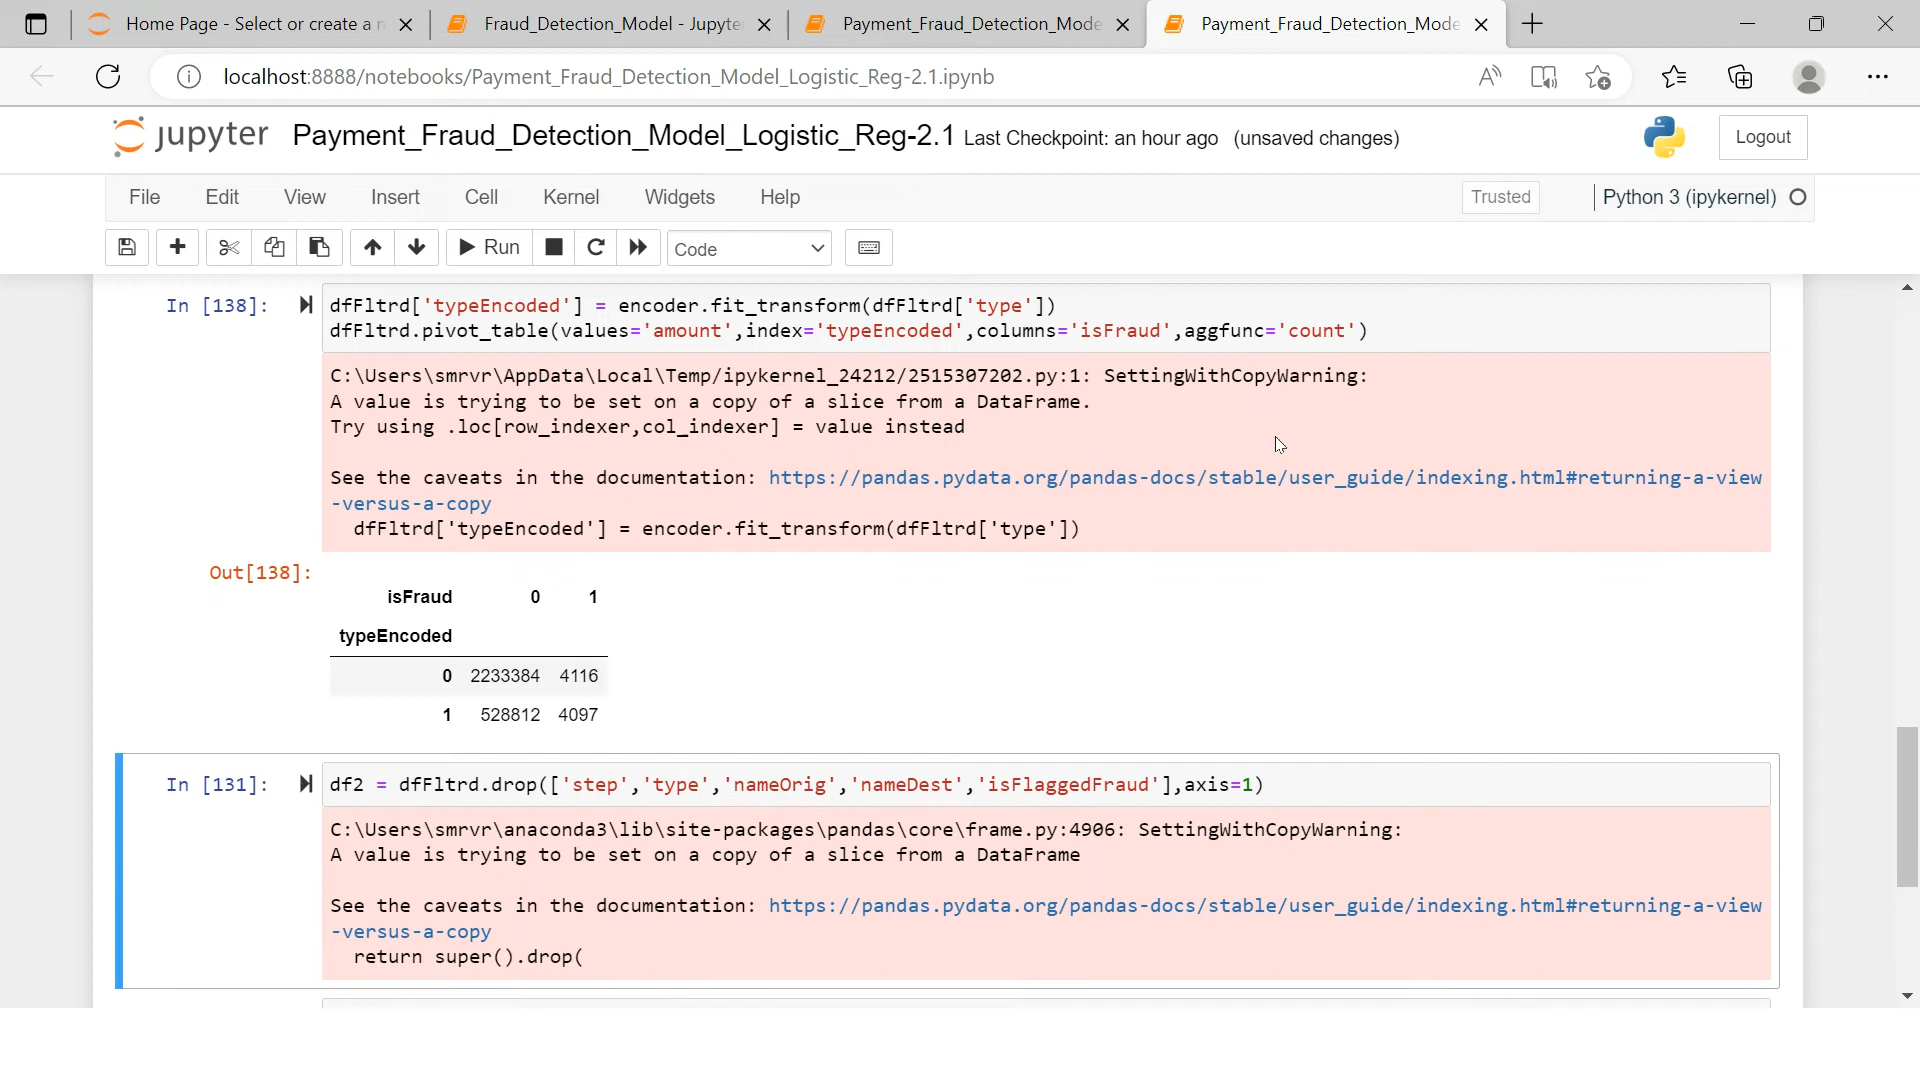 Home Page - Select or create a n
Fraud_Detection_Model - Jupyte
Payment_Fraud_Detection_Mode
Payment_Fraud_Detection_Mode
localhost:8888/notebooks/Payment_Fraud_Detection_Model_Logistic_Reg-2.1.ipynb
jupyter Payment_Fraud_Detection_Model_Logistic_Reg-2.1 Last Checkpoint: an hour ago (unsaved changes)
Logout
File Edit View Insert Cell Kernel Widgets Help
Trusted
Python 3 (ipykernel)
Run
Code
In [138]:
dfFltrd['typeEncoded'] = encoder.fit_transform(dfFltrd['type'])
dfFltrd.pivot_table(values='amount',index='typeEncoded',columns='isFraud',aggfunc='count')
C:\Users\smrvr\AppData\Local\Temp/ipykernel_24212/2515307202.py:1: SettingWithCopyWarning:
A value is trying to be set on a copy of a slice from a DataFrame.
Try using .loc[row_indexer,col_indexer] = value instead
See the caveats in the documentation: https://pandas.pydata.org/pandas-docs/stable/user_guide/indexing.html#returning-a-view
-versus-a-copy
dfFltrd['typeEncoded'] = encoder.fit_transform(dfFltrd['type'])
Out[138]:
isFraud 0 1
typeEncoded
0 2233384 4116
1 528812 4097
In [131]:
df2 = dfFltrd.drop(['step','type','nameOrig','nameDest','isFlaggedFraud'],axis=1)
C:\Users\smrvr\anaconda3\lib\site-packages\pandas\core\frame.py:4906: SettingWithCopyWarning:
A value is trying to be set on a copy of a slice from a DataFrame
See the caveats in the documentation: https://pandas.pydata.org/pandas-docs/stable/user_guide/indexing.html#returning-a-view
-versus-a-copy
return super().drop(